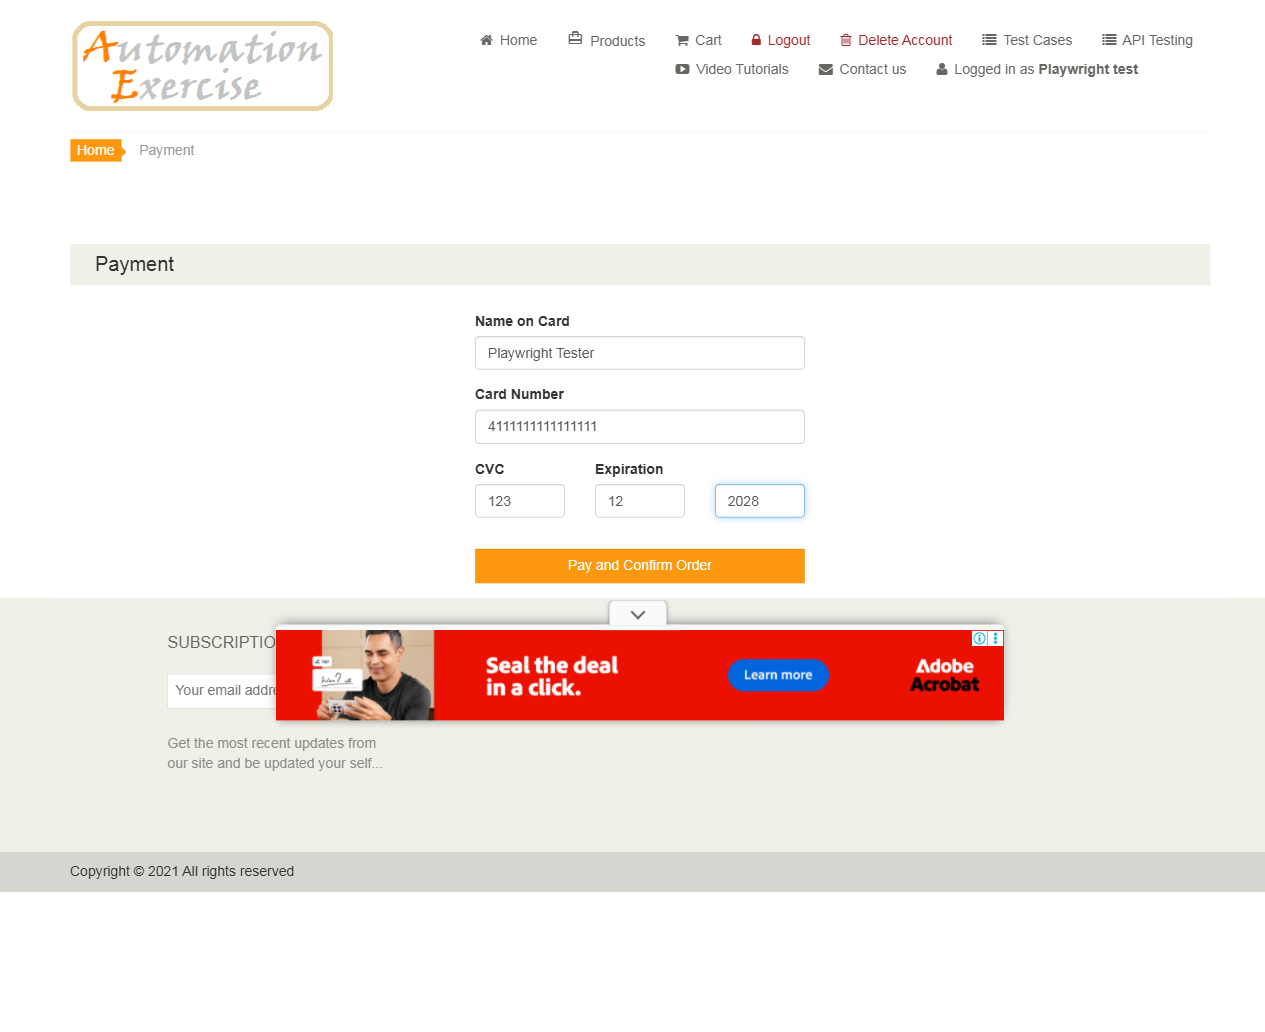 Automation
Exercise
Home
Products
Cart
Logout
Delete Account
Test Cases
API Testing
Video Tutorials
Contact us
Logged in as Playwright test
Home
Payment
Payment
Name on Card
Playwright Tester
Card Number
4111111111111111
CVC
Expiration
123
12
2028
Pay and Confirm Order
SUBSCRIPTIO
Your email addre
Seal the deal
in a click.
Learn more
Adobe
Acrobat
Get the most recent updates from
our site and be updated your self...
Copyright © 2021 All rights reserved